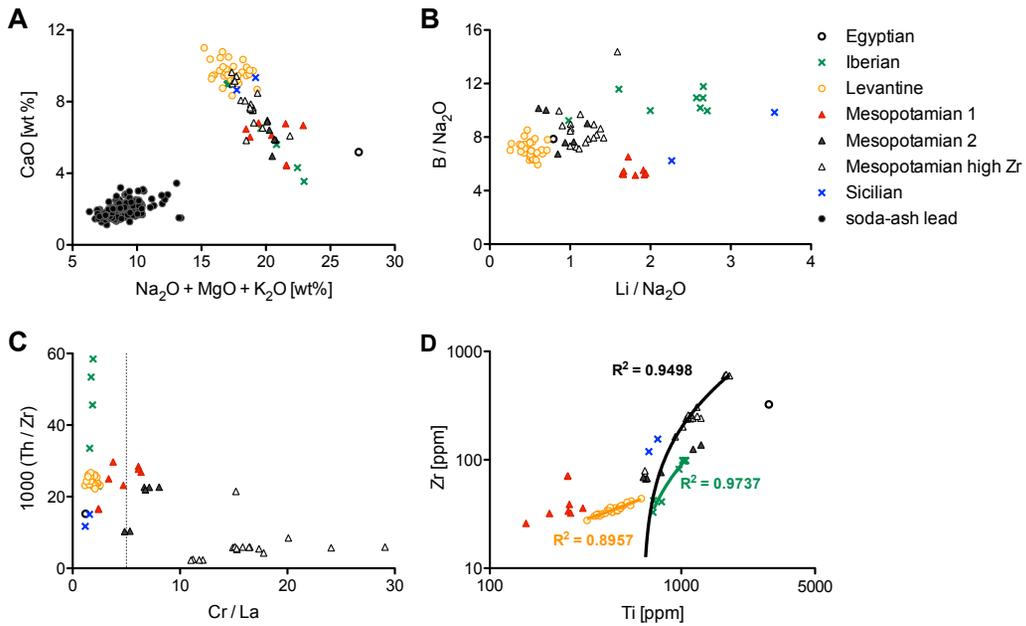 A
12
8
4
0
CaO [wt %]
5 10 15 20 25 30
Na₂O + MgO + K₂O [wt%]
B
16
12
8
4
0
B / Na₂O
0 1 2 3 4
Li / Na₂O
Egyptian
Iberian
Levantine
Mesopotamian 1
Mesopotamian 2
Mesopotamian high Zr
Sicilian
soda-ash lead
C
60
40
20
0
1000 (Th / Zr)
0 10 20 30
Cr / La
D
1000
100
10
Zr [ppm]
R² = 0.9498
R² = 0.9737
R² = 0.8957
100 1000 5000
Ti [ppm]